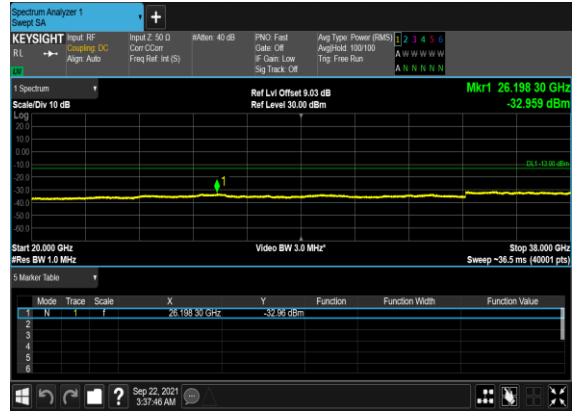 Spectrum Analyzer 1
Swept SA
+
KEYSIGHT Input: RF Input Z: 50 Ω #Atten: 40 dB PNO: Fast Avg Type: Power (RMS) 1 2 3 4 5 6
RL Coupling: DC Corr CCorr Gate: Off Avg|Hold: 100/100 A W W W W W
Align: Auto Freq Ref: Int (S) IF Gain: Low Trig: Free Run
Sig Track: Off A N N N N N
1 Spectrum Ref Lvl Offset 9.03 dB Mkr1 26.198 30 GHz
Scale/Div 10 dB Ref Level 30.00 dBm -32.959 dBm
Log
20.0
10.0
0.00
-10.0 DL1 -13.00 dBm
-20.0 1
-30.0
-40.0
-50.0
-60.0
Start 20.000 GHz Video BW 3.0 MHz* Stop 38.000 GHz
#Res BW 1.0 MHz Sweep ~36.5 ms (40001 pts)
5 Marker Table
Mode Trace Scale X Y Function Function Width Function Value
1 N 1 f 26.198 30 GHz -32.96 dBm
2
3
4
5
6
? Sep 22, 2021
3:37:46 AM